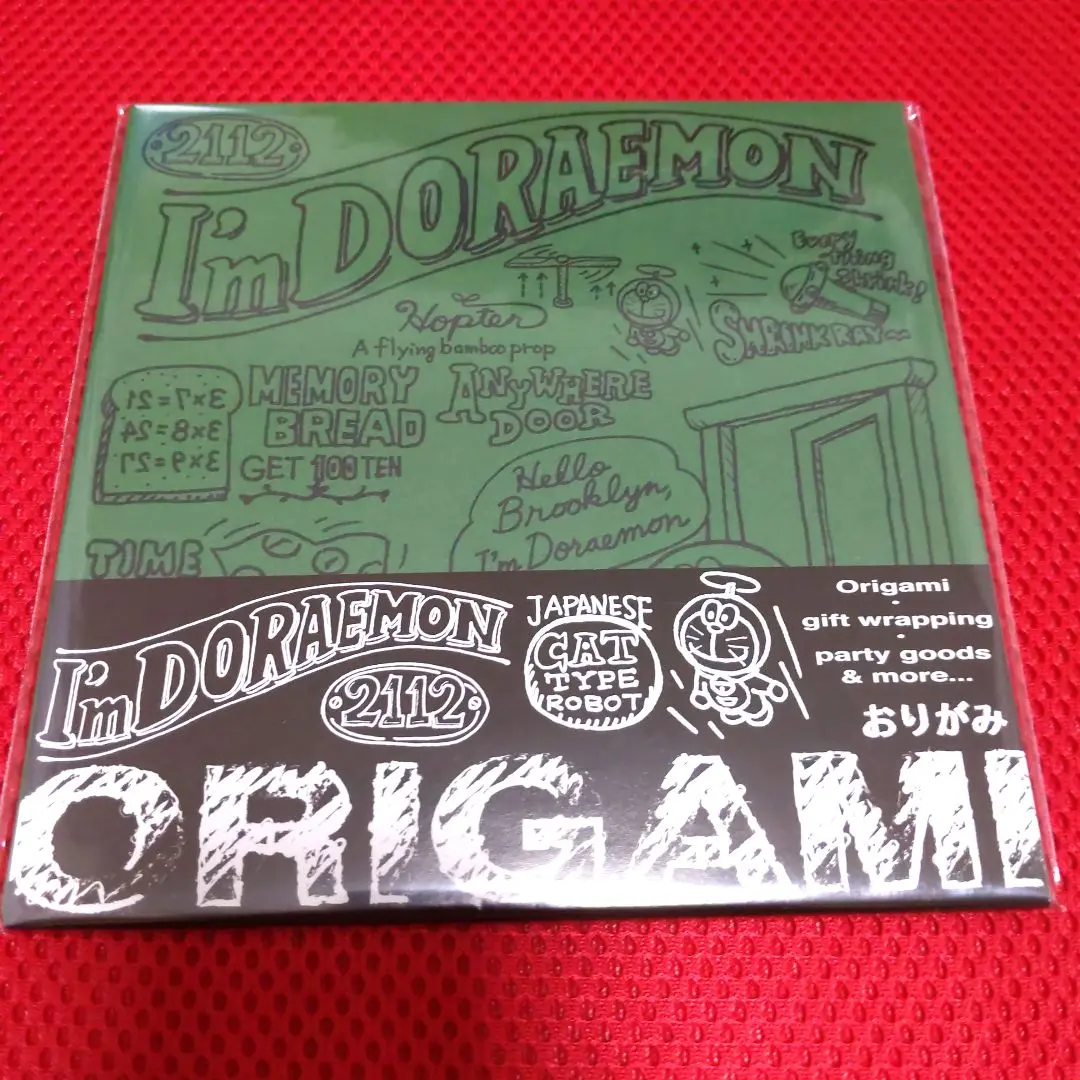 2112
I'm DORAEMON
Every
thing
Shrink!
Hopter
A flying bamboo prop
SHRINK RAY
MEMORY
BREAD
GET 100 TEN
ANYWHERE
DOOR
3×7=21
3×8=24
3×9=27
Hello
Brooklyn,
I'm Doraemon
TIME
I'm DORAEMON
2112
JAPANESE
CAT
TYPE
ROBOT
Origami
・
gift wrapping
・
party goods
& more...
おりがみ
ORIGAMI